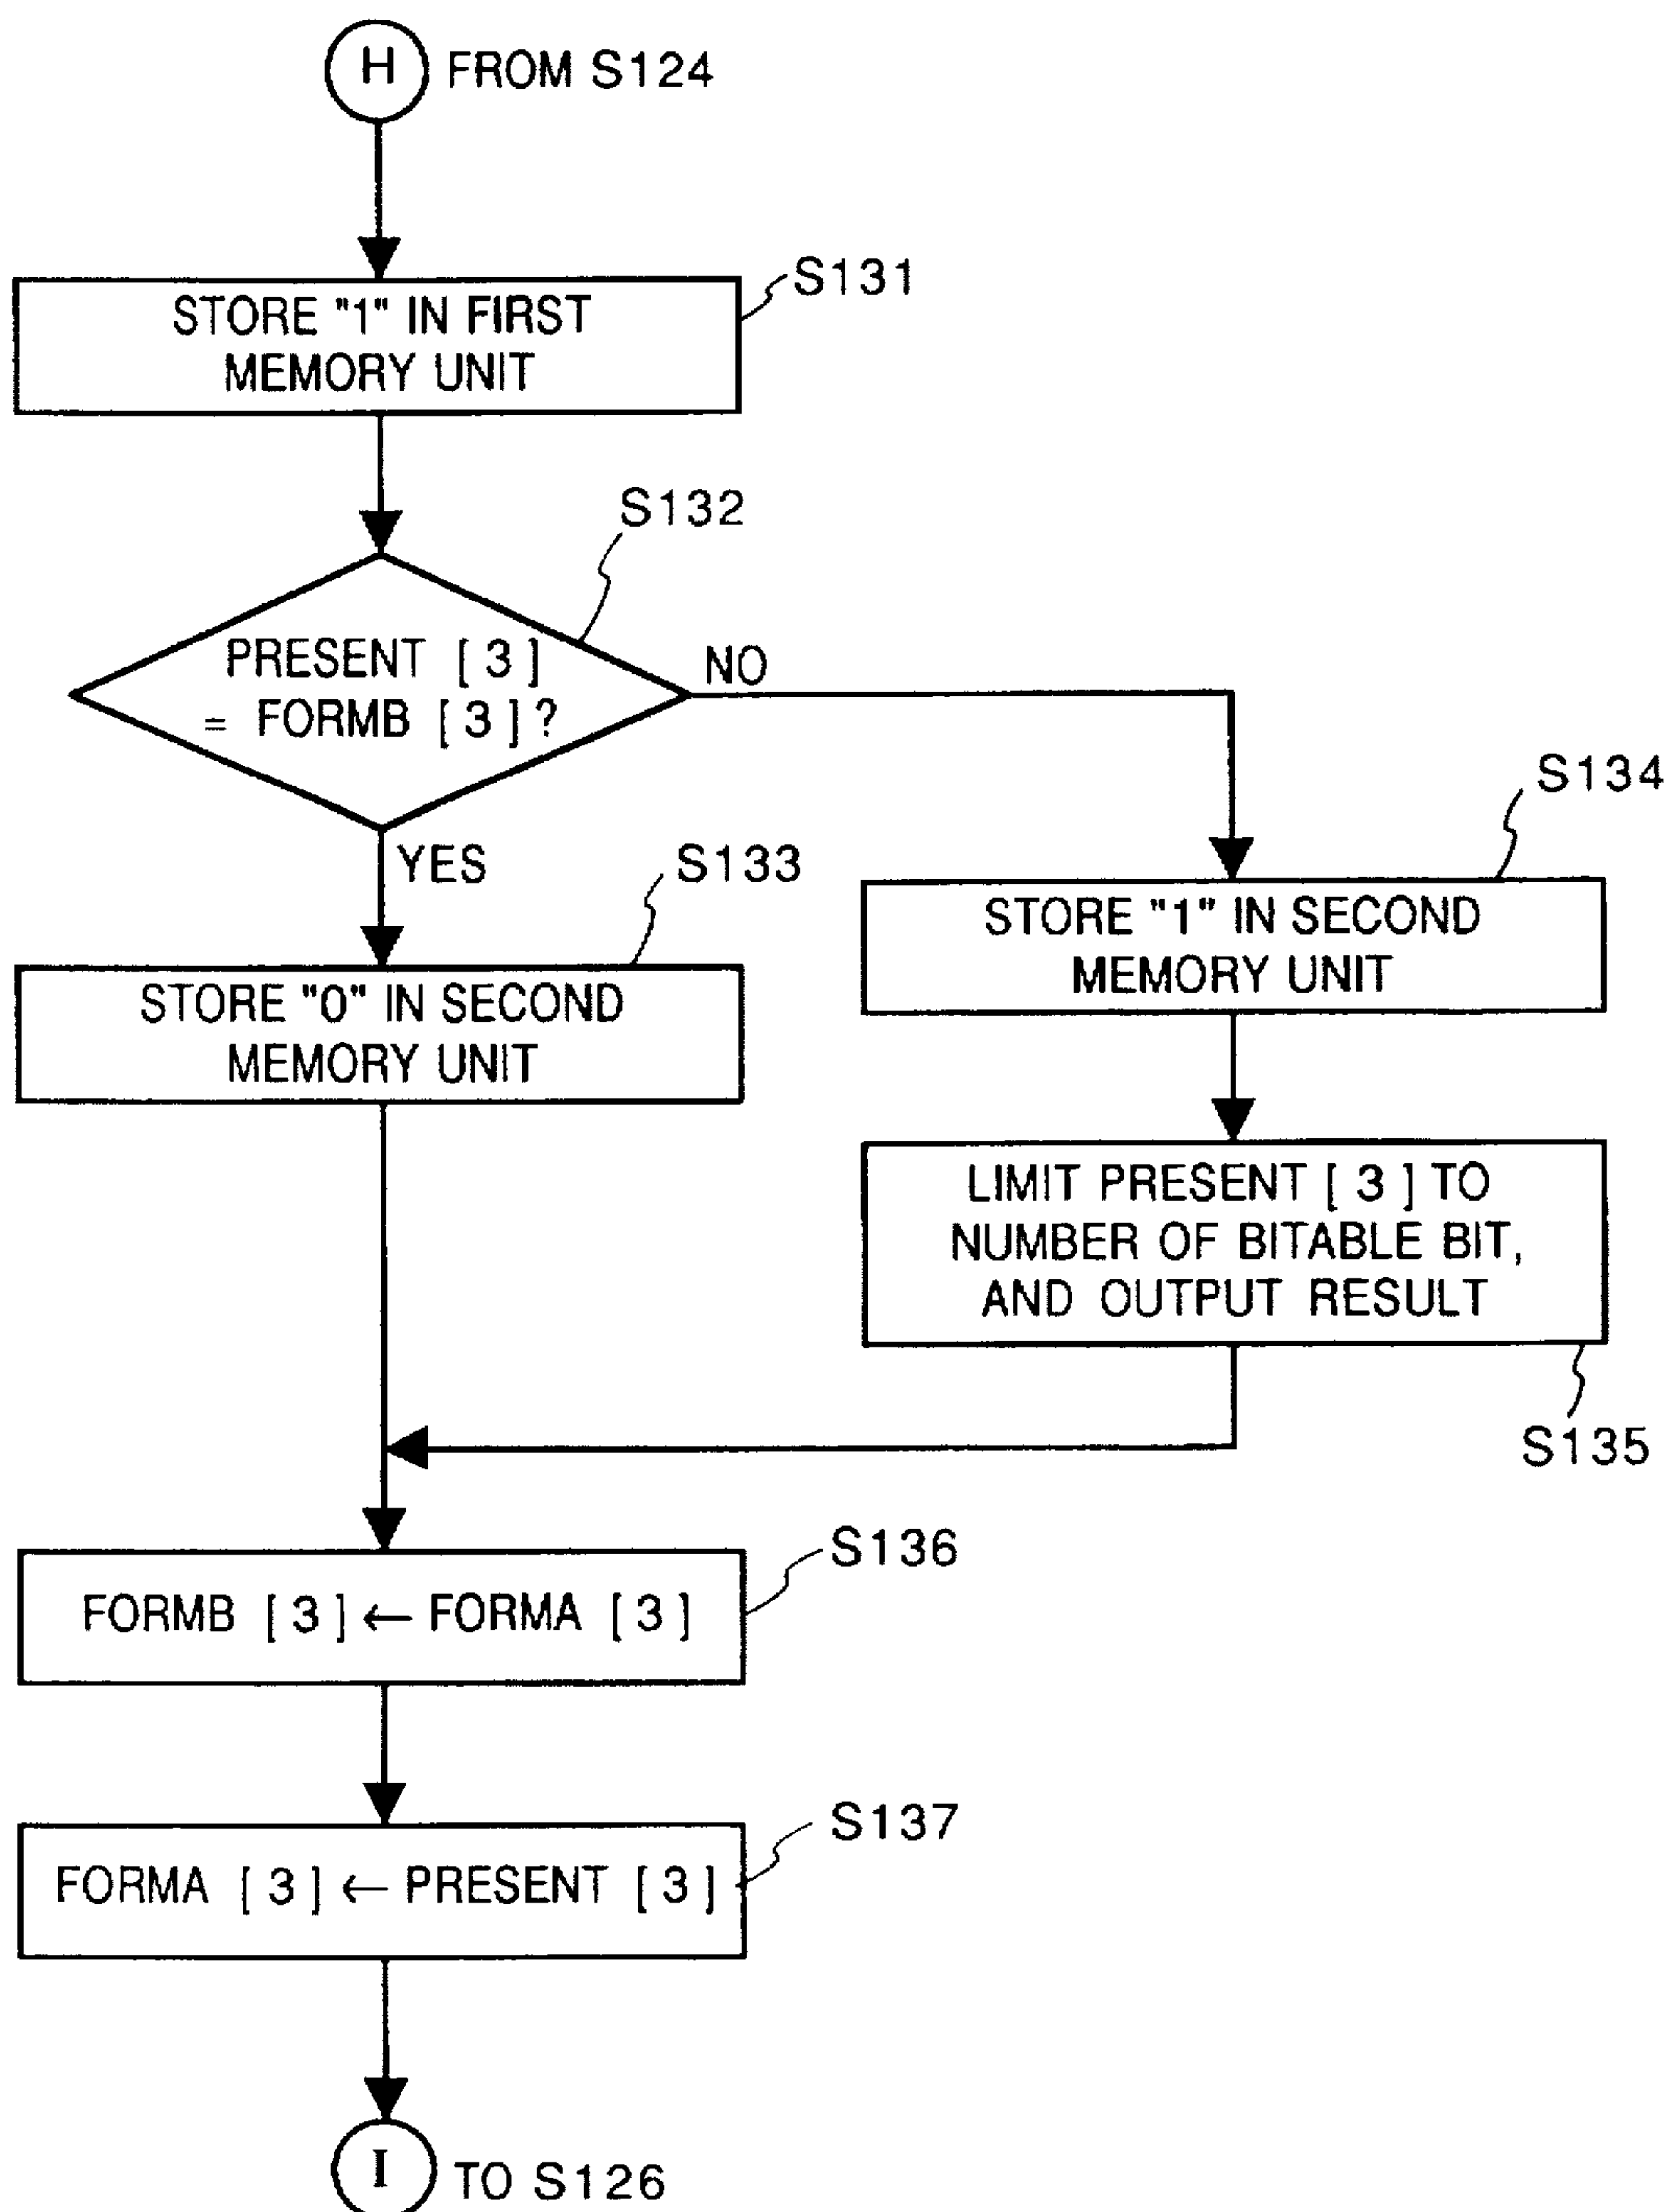 H FROM S124
S131
STORE "1" IN FIRST
MEMORY UNIT
S132
PRESENT [ 3 ]
= FORMB [ 3 ] ?
NO
YES
S133
S134
STORE "0" IN SECOND
MEMORY UNIT
STORE "1" IN SECOND
MEMORY UNIT
LIMIT PRESENT [ 3 ] TO
NUMBER OF BITABLE BIT,
AND OUTPUT RESULT
S135
S136
FORMB [ 3 ] ← FORMA [ 3 ]
S137
FORMA [ 3 ] ← PRESENT [ 3 ]
I TO S126